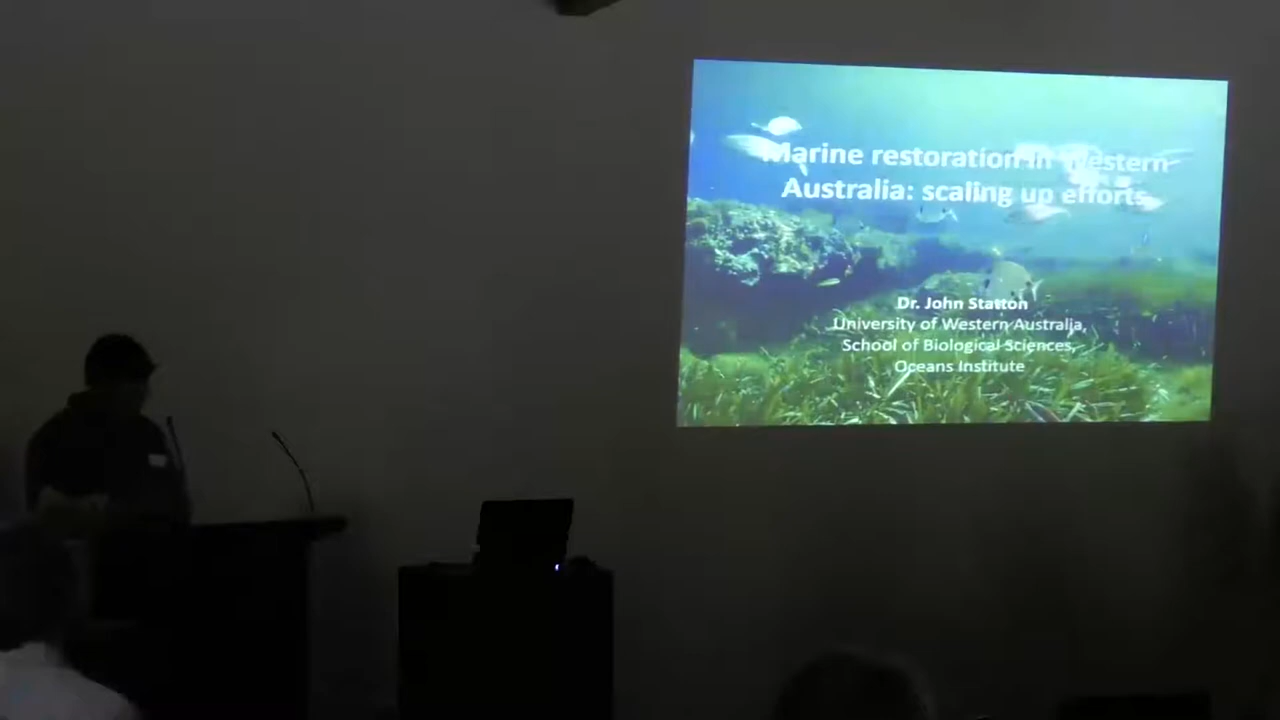 Marine restoration in Western
Australia: scaling up efforts
Dr. John Statton
University of Western Australia,
School of Biological Sciences,
Oceans Institute